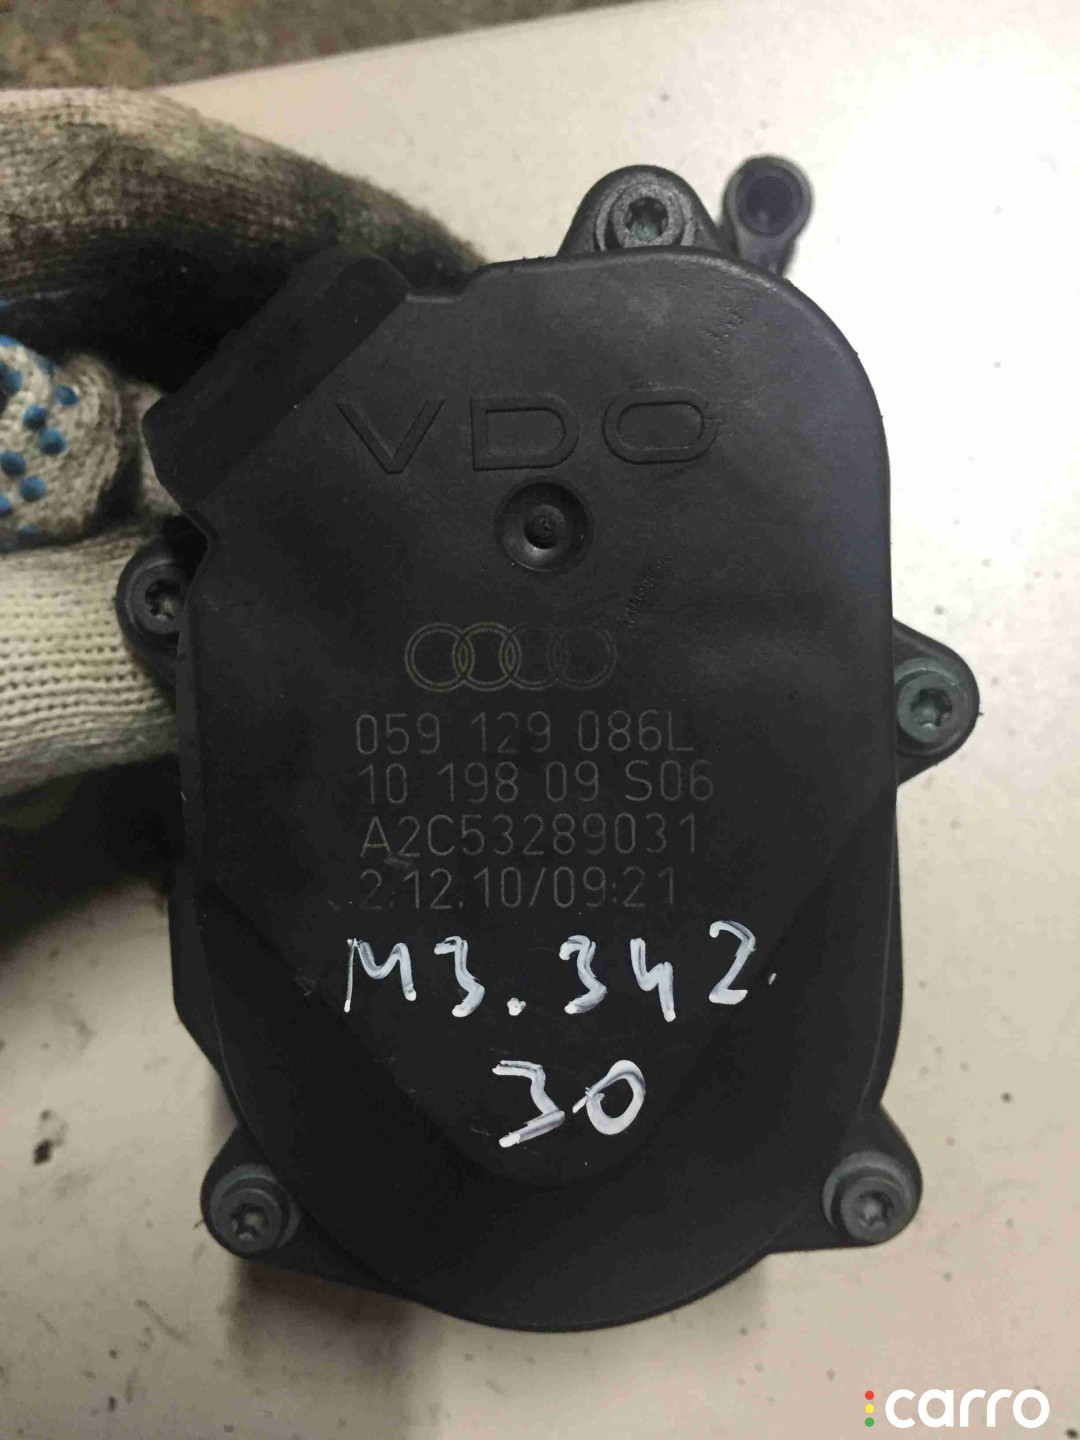 VDO
059 129 086L
10 198 09 S06
A2C53289031
2:12.10/09:21
M3.342.
30
carro